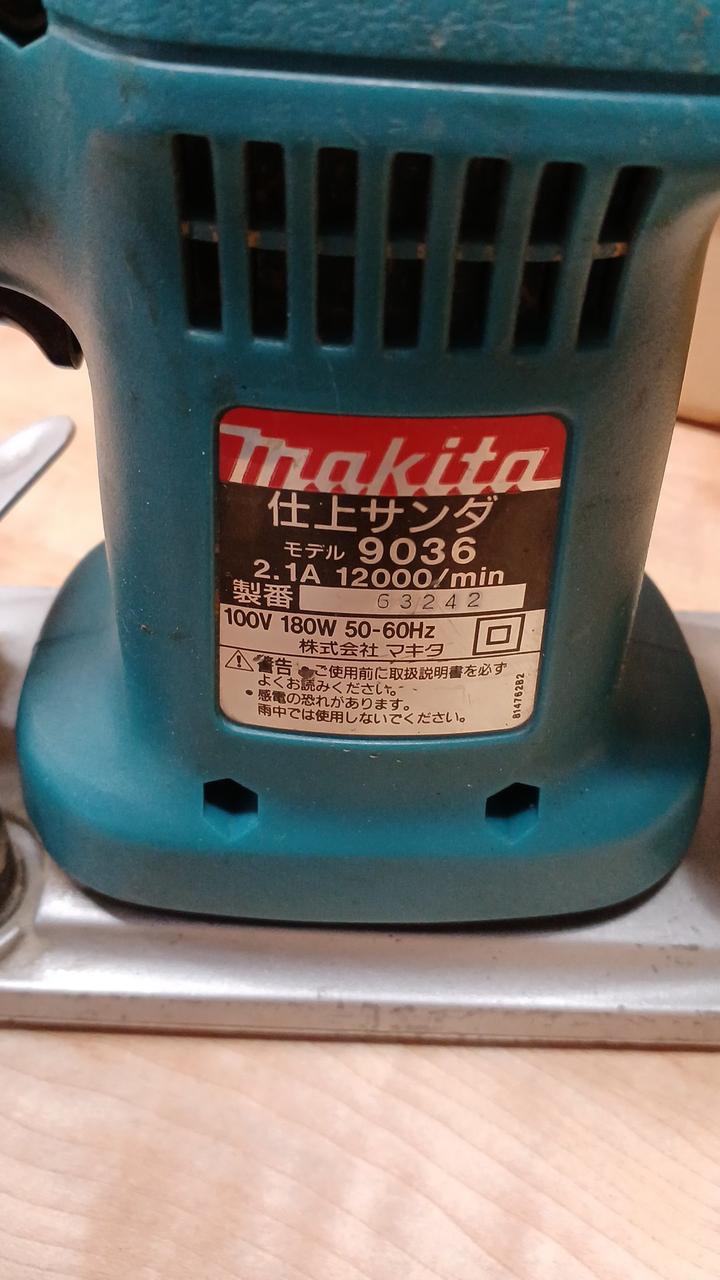 makita
仕上サンダ
モデル 9036
2.1A 12000/min
製番 63242
100V 180W 50-60Hz
株式会社 マキタ
警告 ・ご使用前に取扱説明書を必ず
よくお読みください。
・感電の恐れがあります。
雨中では使用しないでください。
814762B2